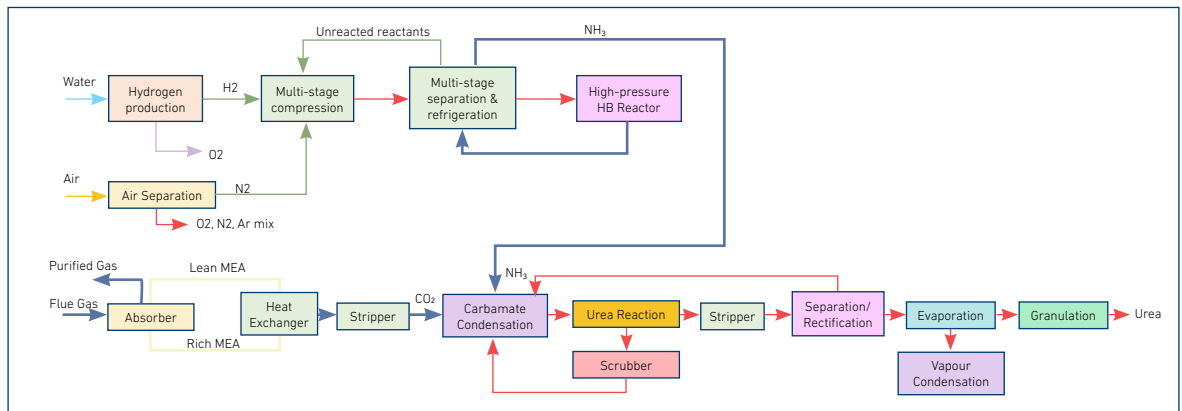 Unreacted reactants
NH₃
Water
Hydrogen
production
H2
Multi-stage
compression
Multi-stage
separation &
refrigeration
High-pressure
HB Reactor
O2
Air
Air Separation
N2
O2, N2, Ar mix
Purified Gas
Lean MEA
NH₃
Flue Gas
Absorber
Heat
Exchanger
Stripper
CO₂
Carbamate
Condensation
Urea Reaction
Stripper
Separation/
Rectification
Evaporation
Granulation
Urea
Rich MEA
Scrubber
Vapour
Condensation